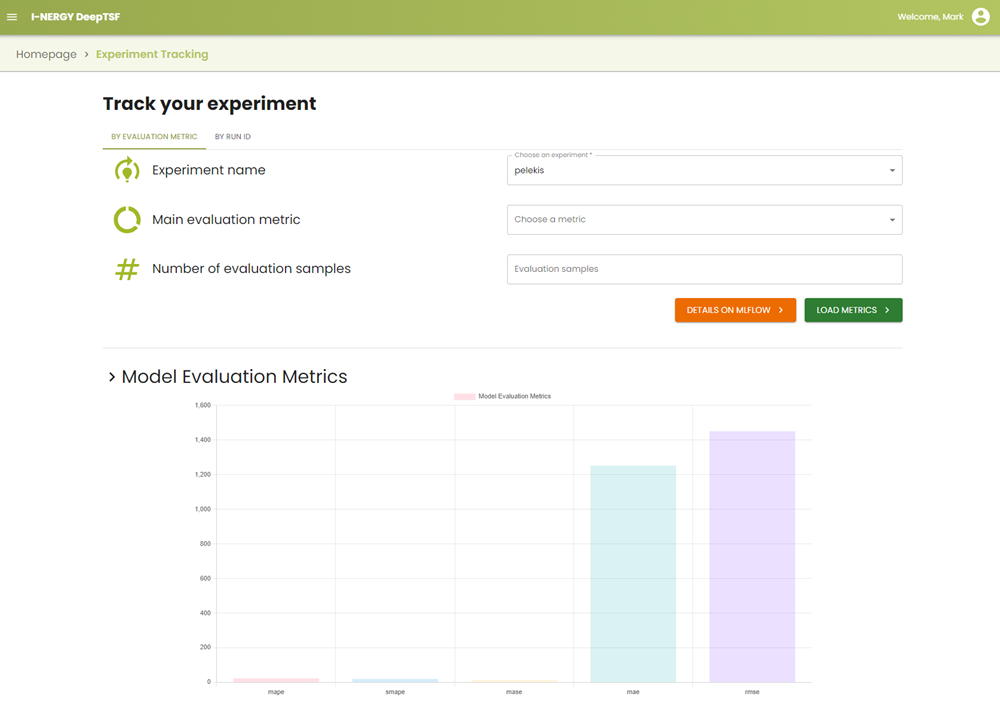 I-NERGY DeepTSF
Welcome, Mark
Homepage > Experiment Tracking
Track your experiment
BY EVALUATION METRIC
BY RUN ID
Experiment name
Choose an experiment *
pelekis
Main evaluation metric
Choose a metric
Number of evaluation samples
Evaluation samples
DETAILS ON MLFLOW >
LOAD METRICS >
> Model Evaluation Metrics
Model Evaluation Metrics
1,600
1,400
1,200
1,000
800
600
400
200
0
mape smape mase mae rmse